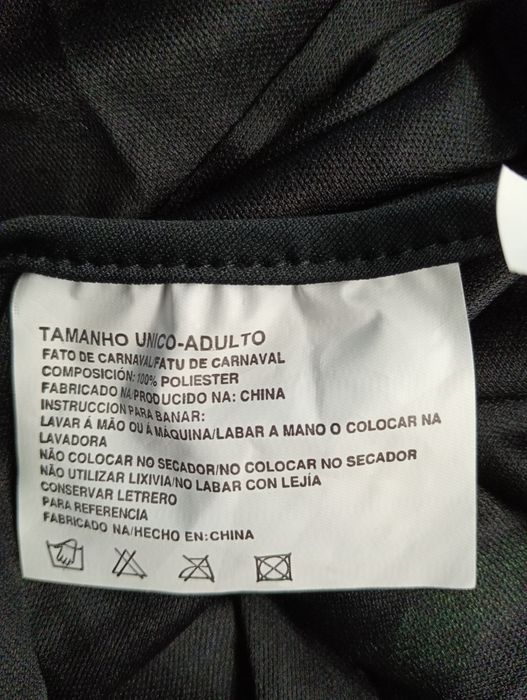 TAMANHO UNICO-ADULTO
FATO DE CARNAVAL/FATU DE CARNAVAL
COMPOSICIÓN: 100% POLIESTER
FABRICADO NA/PRODUCIDO NA: CHINA
INSTRUCCION PARA BANAR:
LAVAR Á MÃO OU Á MÁQUINA/LABAR A MANO O COLOCAR NA
LAVADORA
NÃO COLOCAR NO SECADOR/NO COLOCAR NO SECADOR
NÃO UTILIZAR LIXIVIA/NO LABAR CON LEJÍA
CONSERVAR LETRERO
PARA REFERENCIA
FABRICADO NA/HECHO EN:CHINA